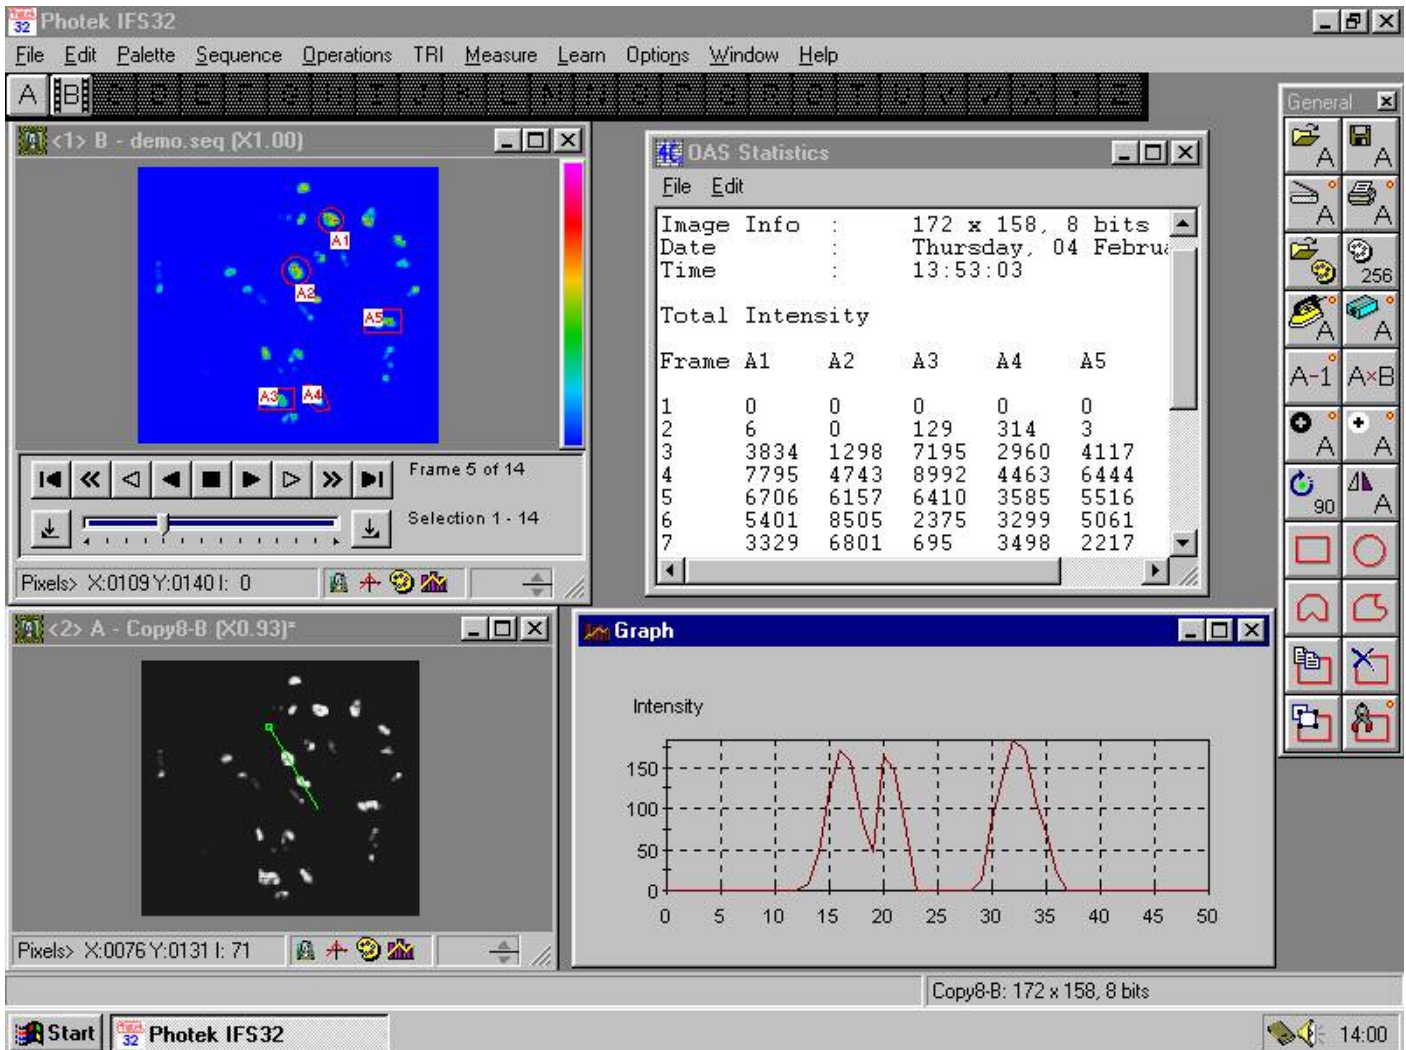 Photek IFS32
File Edit Palette Sequence Operations TRI Measure Learn Options Window Help
A B
<1> B - demo.seq (X1.00)
A1
A2
A5
A3 A4
Frame 5 of 14
Selection 1 - 14
Pixels> X:0109 Y:0140 I: 0
OAS Statistics
File Edit
Image Info : 172 x 158, 8 bits
Date : Thursday, 04 Februa
Time : 13:53:03
Total Intensity
Frame A1 A2 A3 A4 A5
1 0 0 0 0 0
2 6 0 129 314 3
3 3834 1298 7195 2960 4117
4 7795 4743 8992 4463 6444
5 6706 6157 6410 3585 5516
6 5401 8505 2375 3299 5061
7 3329 6801 695 3498 2217
General
A A
A A
256
A A
A-1 A×B
A A
90 A
<2> A - Copy8-B (X0.93)*
Pixels> X:0076 Y:0131 I: 71
Graph
Intensity
150
100
50
0
0 5 10 15 20 25 30 35 40 45 50
Copy8-B: 172 x 158, 8 bits
Start Photek IFS32 14:00